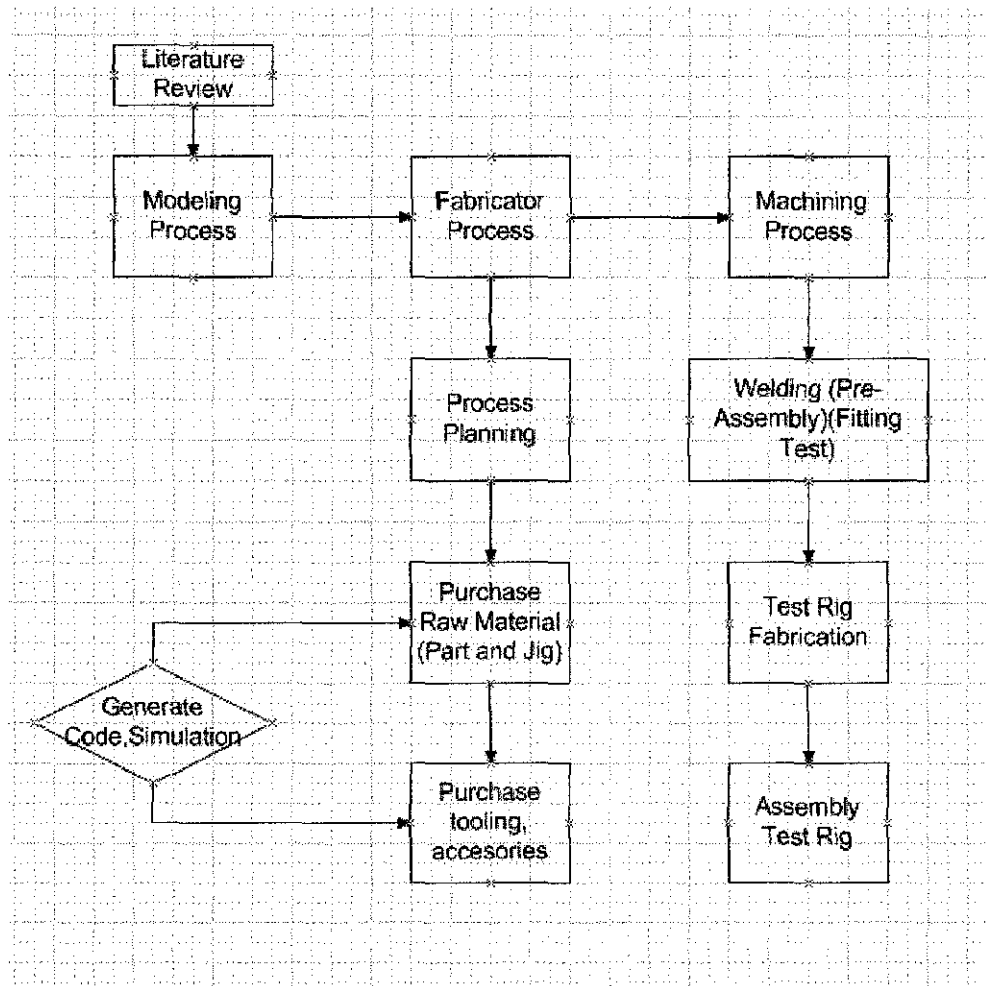 Literature
Review
Modeling
Process
Fabricator
Process
Machining
Process
Process
Planning
Welding (Pre-
Assembly)(Fitting
Test)
Purchase
Raw Material
(Part and Jig)
Test Rig
Fabrication
Generate
Code,Simulation
Purchase
tooling,
accesories
Assembly
Test Rig